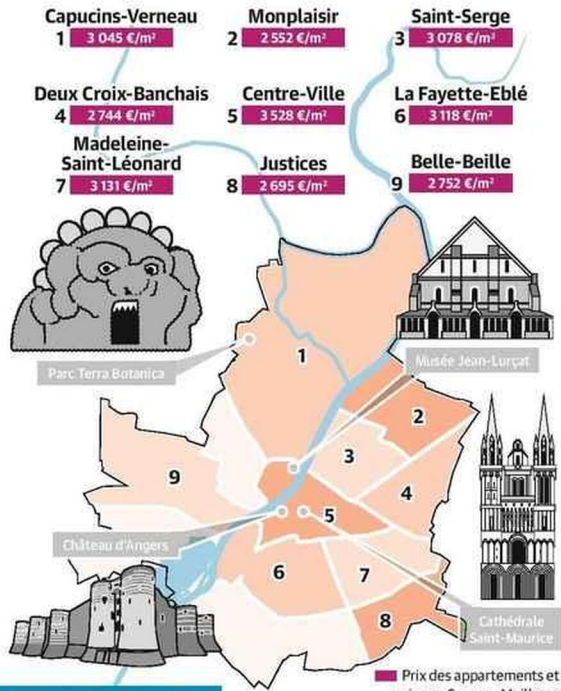 Capucins-Verneau
1 3 045 €/m²
Monplaisir
2 2 552 €/m²
Saint-Serge
3 3 078 €/m²
Deux Croix-Banchais
4 2 744 €/m²
Centre-Ville
5 3 528 €/m²
La Fayette-Eblé
6 3 118 €/m²
Madeleine-
Saint-Léonard
7 3 131 €/m²
Justices
8 2 695 €/m²
Belle-Beille
9 2 752 €/m²
Parc Terra Botanica
Musée Jean-Lurçat
1
2
3
4
9
5
Château d'Angers
6
7
8
Cathédrale
Saint-Maurice
Prix des appartements et